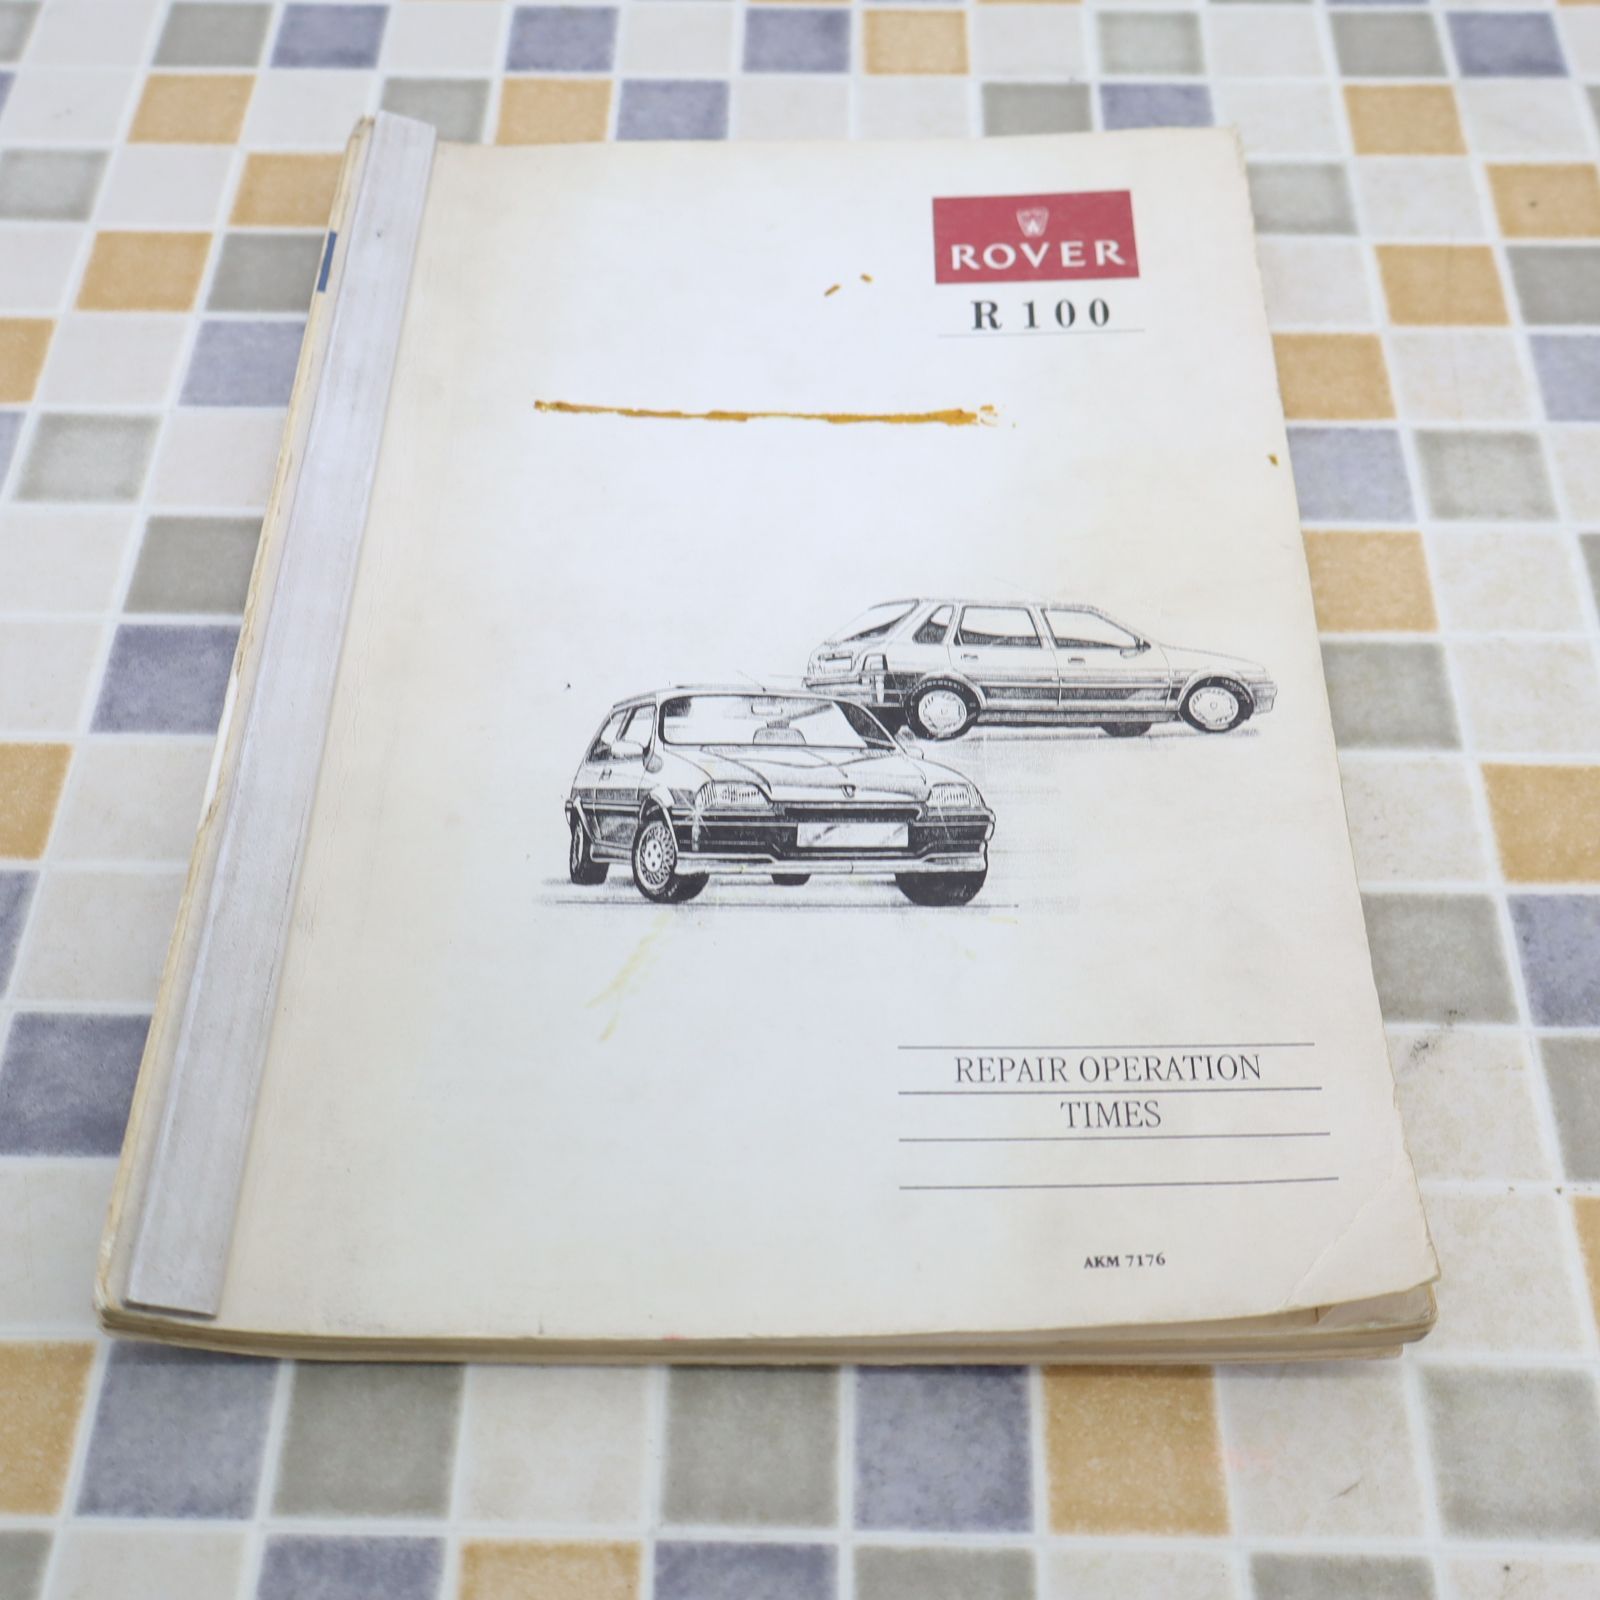 ROVER
R 100
REPAIR OPERATION
TIMES
AKM 7176